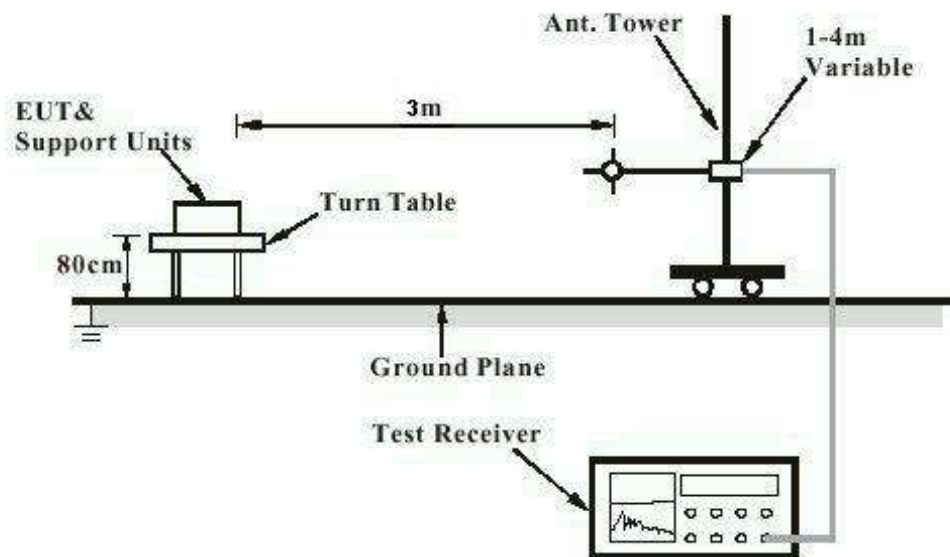 Ant. Tower
1-4m
Variable
EUT&
Support Units
3m
Turn Table
80cm
Ground Plane
Test Receiver